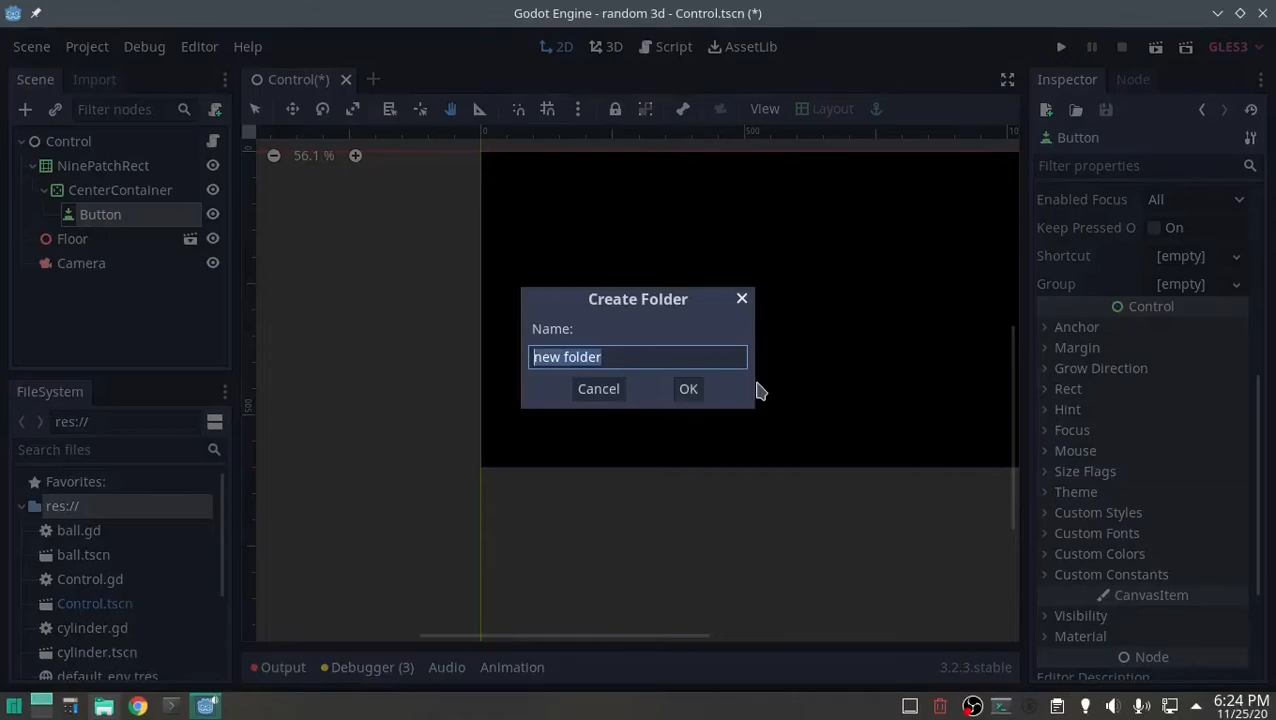 Godot Engine - random 3d - Control.tscn (*)
Scene Project Debug Editor Help 2D 3D Script AssetLib GLES3
Scene Import Control(*) Inspector Node
Filter nodes View Layout
0 500
Control
56.1 %
Button
NinePatchRect
Filter properties
CenterContainer
Enabled Focus All
Button
Keep Pressed O On
Floor
Shortcut [empty]
Camera
Group [empty]
Create Folder
Control
Name:
Anchor
new folder
Margin
Cancel OK
Grow Direction
FileSystem
Rect
res://
Hint
500
Focus
Search files
Mouse
Favorites:
Size Flags
res://
Theme
ball.gd
Custom Styles
ball.tscn
Custom Fonts
Control.gd
Custom Colors
Control.tscn
Custom Constants
cylinder.gd
CanvasItem
cylinder.tscn
Visibility
default_env.tres
Material
Node
Editor Description
Output Debugger (3) Audio Animation 3.2.3.stable
6:24 PM
11/25/20